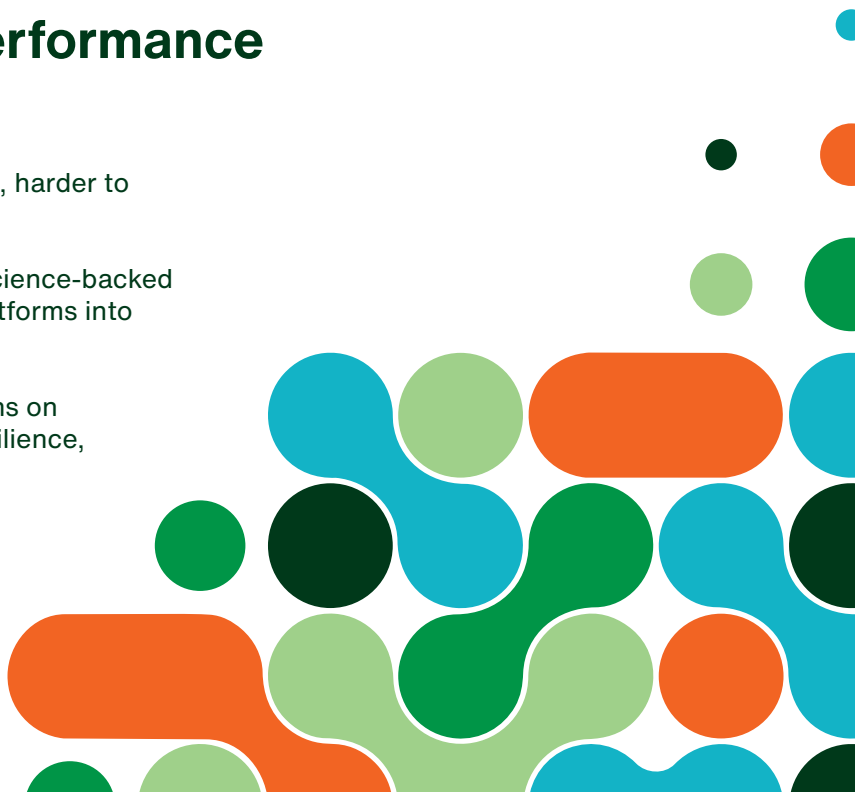 erformance
, harder to
cience-backed
tforms into
ns on
ilience,